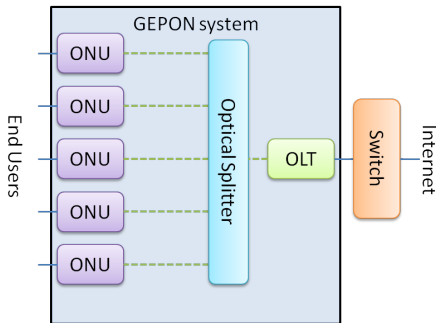 GEPON system
ONU
ONU
ONU
ONU
ONU
End Users
Optical Splitter
OLT
Switch
Internet